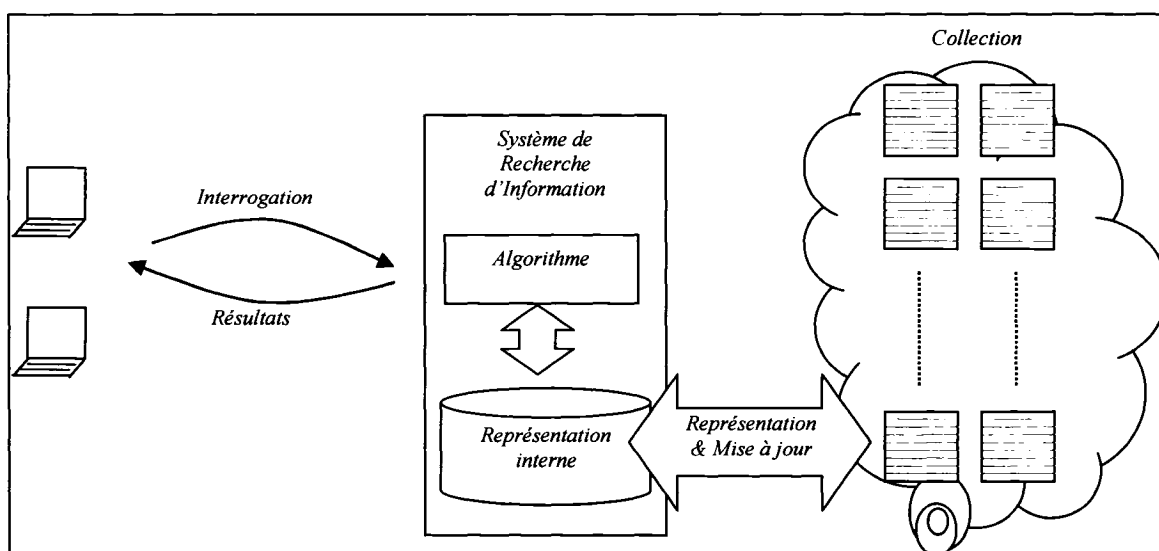 Collection
Système de
Recherche
d'Information
Interrogation
Algorithme
Résultats
Représentation
interne
Représentation
& Mise à jour